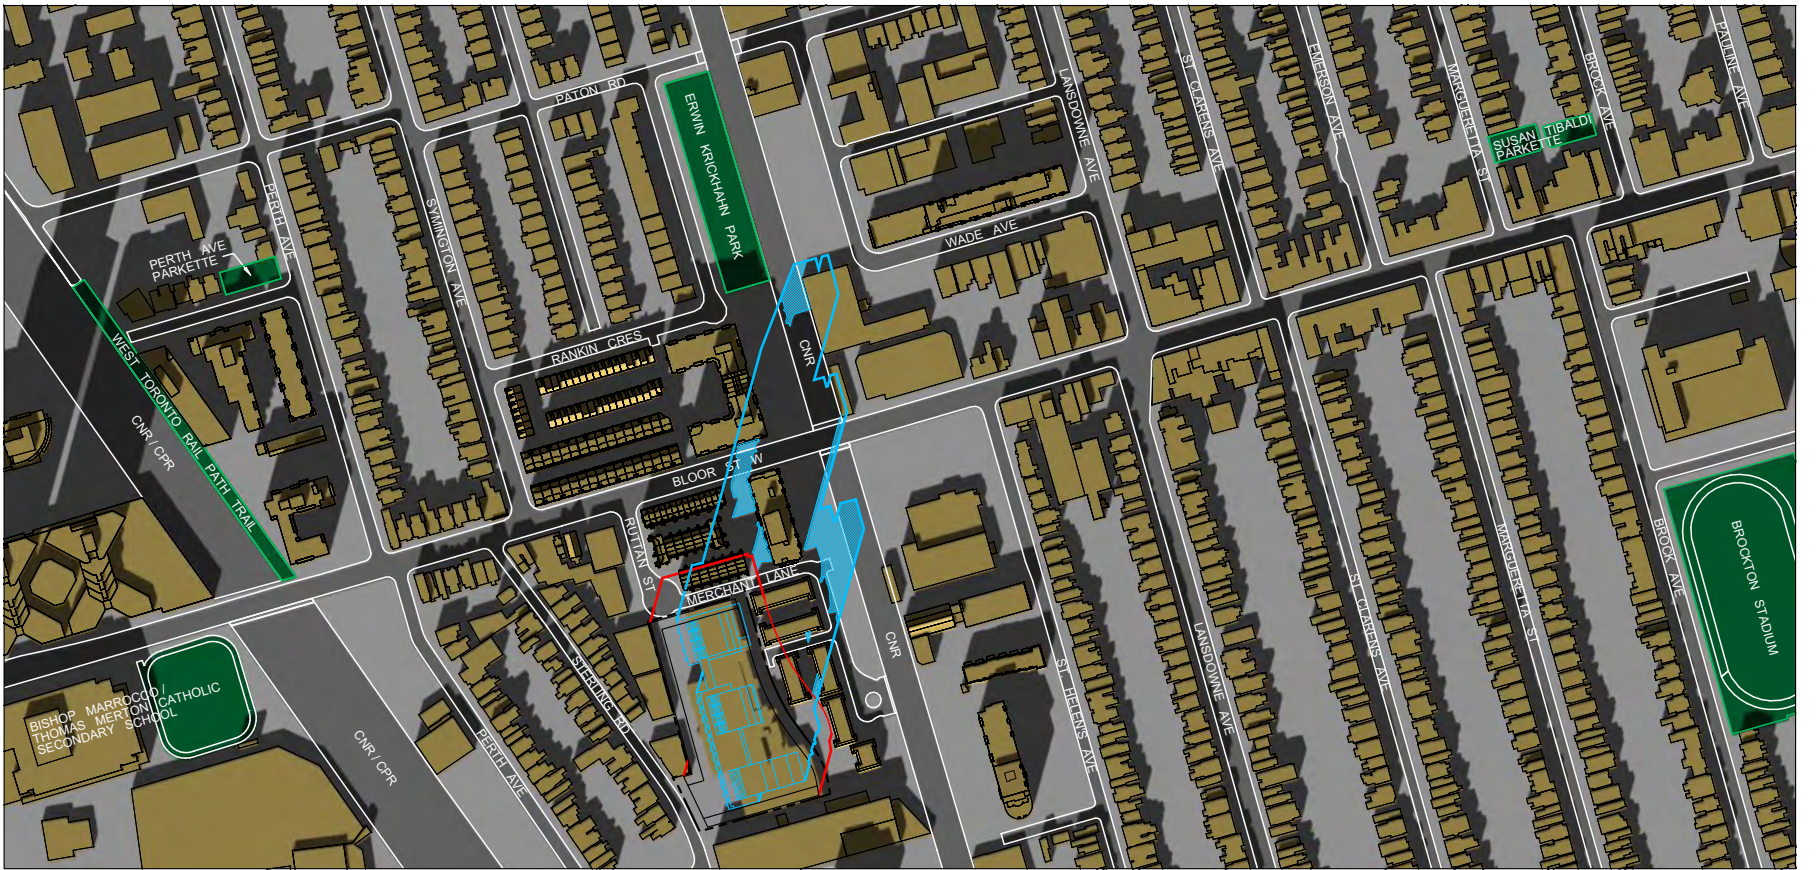 PATON RD
ERWIN KRICKHAHN PARK
LANSDOWNE AVE
ST CLARENS AVE
EMERSON AVE
MARGUERETTA ST
BROCK AVE
PAULINE AVE
SUSAN TIBALDI
PARKETTE
PERTH AVE
SYMINGTON AVE
PERTH AVE
PARKETTE
WADE AVE
RANKIN CRES
CNR
WEST TORONTO RAIL PATH TRAIL
CNR / CPR
BLOOR ST W
RUTTAN ST
MERCHANT LANE
CNR
STERLING RD
PERTH AVE
BISHOP MARROCCO /
THOMAS MERTON CATHOLIC
SECONDARY SCHOOL
CNR / CPR
ST. HELENS AVE
LANSDOWNE AVE
ST CLARENS AVE
MARGUERETTA ST
BROCK AVE
BROCKTON STADIUM